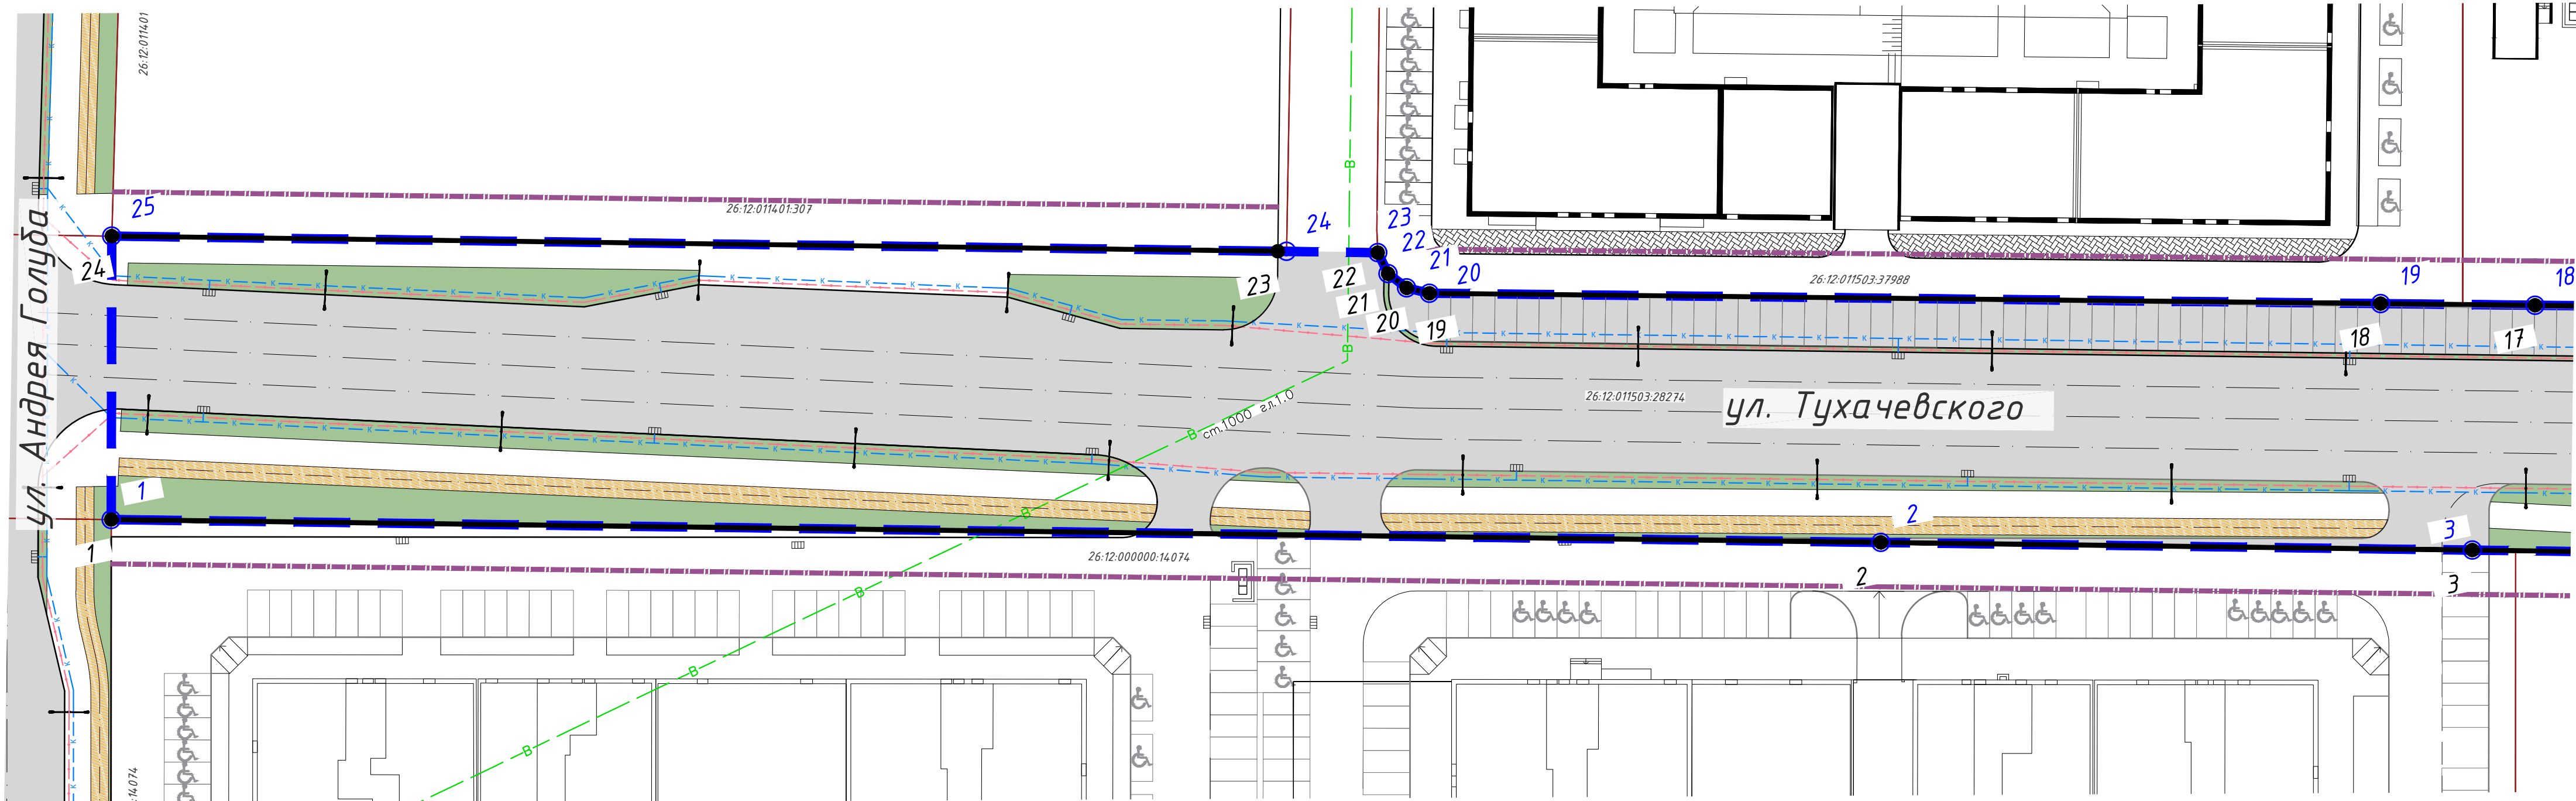 26:12:011401
25
26:12:011401:307
24
23
22
21
20
19
18
24
23
22
21
20
19
18
17
26:12:011503:37988
ул. Андрея Голуба
ул. Тухачевского
26:12:011503:28274
ст.1000 гл.1.0
В
В
В
В
В
В
В
1
2
3
1
2
3
26:12:000000:14074
:14074